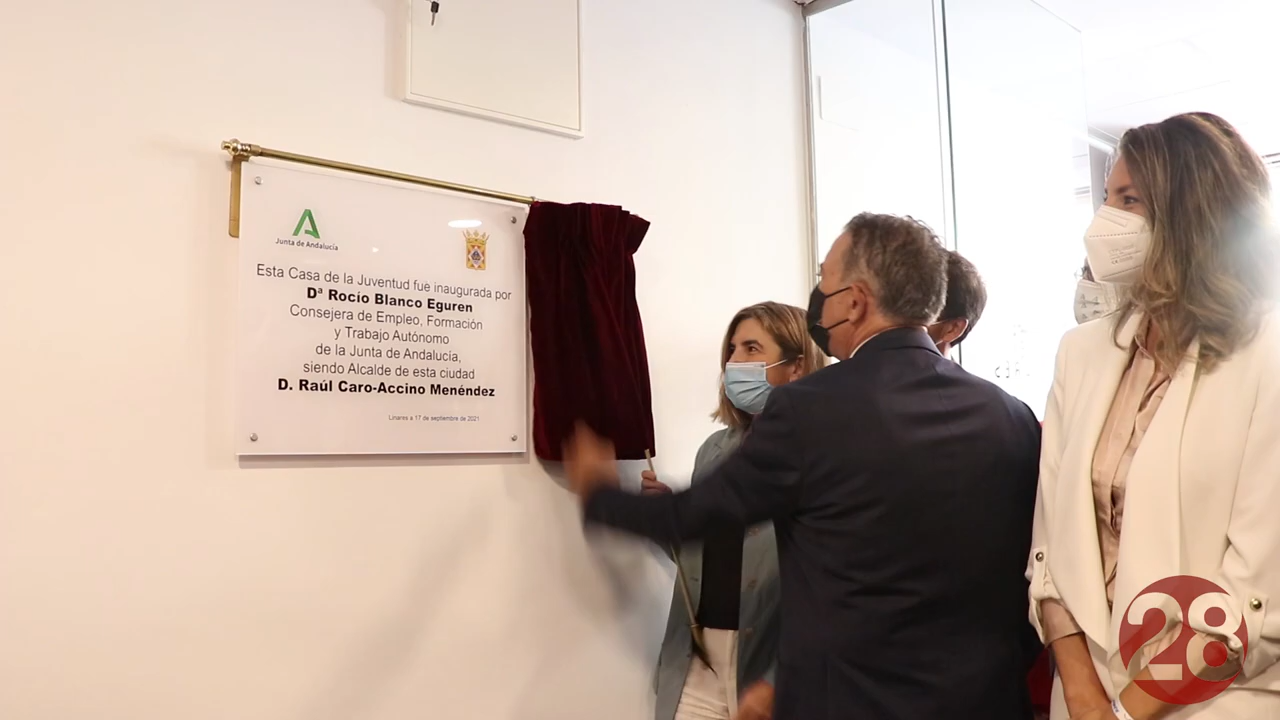 Junta de Andalucía
Esta Casa de la Juventud fue inaugurada por
Dª Rocío Blanco Eguren
Consejera de Empleo, Formación
y Trabajo Autónomo
de la Junta de Andalucía,
siendo Alcalde de esta ciudad
D. Raúl Caro-Accino Menéndez
Linares a 17 de septiembre de 2021
28